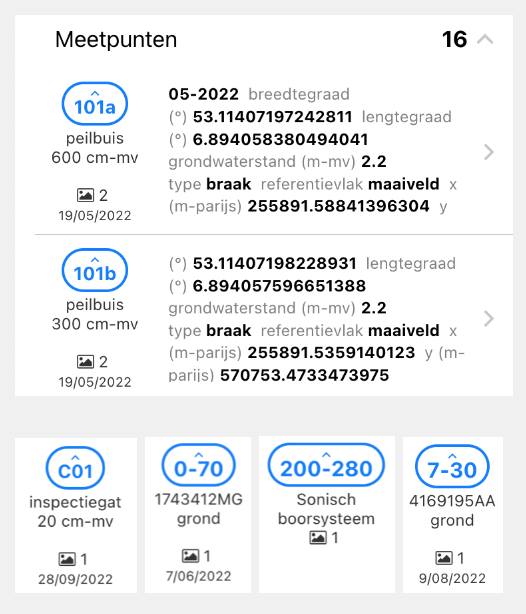 Meetpunten 16
101a
peilbuis
600 cm-mv
2
19/05/2022
05-2022 breedtegraad
(°) 53.11407197242811 lengtegraad
(°) 6.894058380494041
grondwaterstand (m-mv) 2.2
type braak referentievlak maaiveld x
(m-parijs) 255891.58841396304 y
101b
peilbuis
300 cm-mv
2
19/05/2022
(°) 53.11407198228931 lengtegraad
(°) 6.894057596651388
grondwaterstand (m-mv) 2.2
type braak referentievlak maaiveld x
(m-parijs) 255891.5359140123 y (m-
parijs) 570753.4733473975
C01
inspectiegat
20 cm-mv
1
28/09/2022
0-70
1743412MG
grond
1
7/06/2022
200-280
Sonisch
boorsysteem
1
7-30
4169195AA
grond
1
9/08/2022